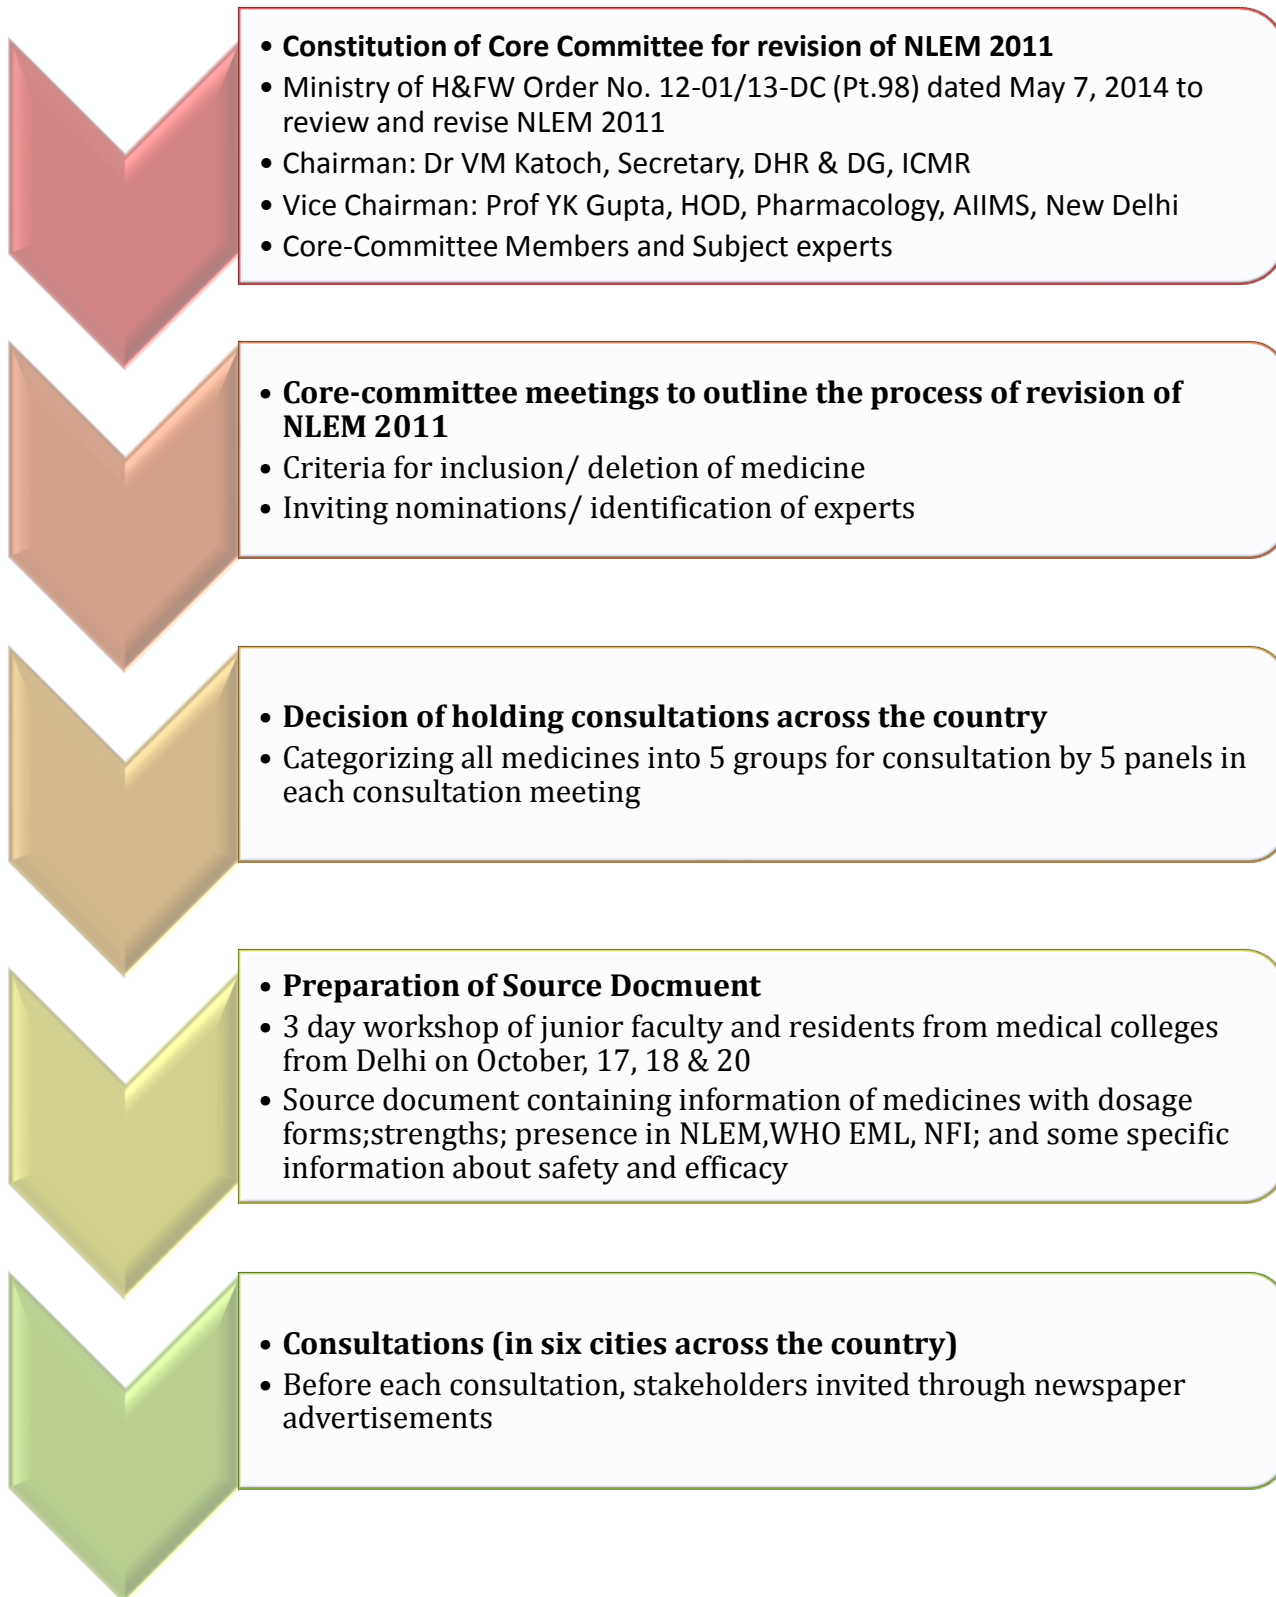 • Constitution of Core Committee for revision of NLEM 2011
• Ministry of H&FW Order No. 12-01/13-DC (Pt.98) dated May 7, 2014 to
review and revise NLEM 2011
• Chairman: Dr VM Katoch, Secretary, DHR & DG, ICMR
• Vice Chairman: Prof YK Gupta, HOD, Pharmacology, AIIMS, New Delhi
• Core-Committee Members and Subject experts
• Core-committee meetings to outline the process of revision of
NLEM 2011
• Criteria for inclusion/ deletion of medicine
• Inviting nominations/ identification of experts
• Decision of holding consultations across the country
• Categorizing all medicines into 5 groups for consultation by 5 panels in
each consultation meeting
• Preparation of Source Docmuent
• 3 day workshop of junior faculty and residents from medical colleges
from Delhi on October, 17, 18 & 20
• Source document containing information of medicines with dosage
forms;strengths; presence in NLEM,WHO EML, NFI; and some specific
information about safety and efficacy
• Consultations (in six cities across the country)
• Before each consultation, stakeholders invited through newspaper
advertisements